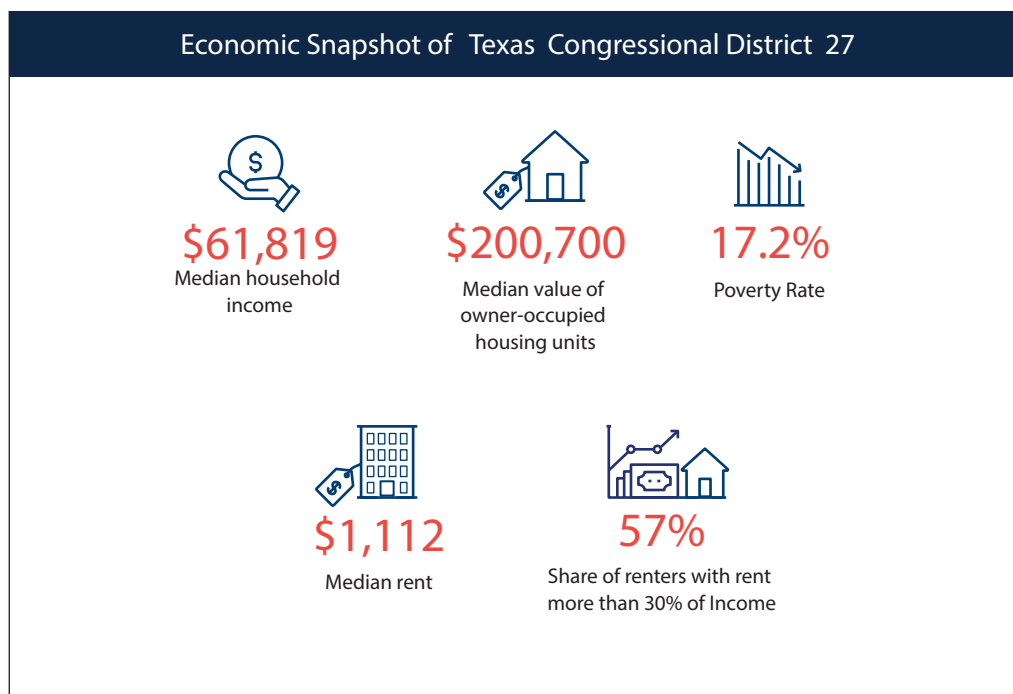 Economic Snapshot of Texas Congressional District 27
$
$61,819
Median household
income
$
$200,700
Median value of
owner-occupied
housing units
17.2%
Poverty Rate
$
$1,112
Median rent
57%
Share of renters with rent
more than 30% of Income